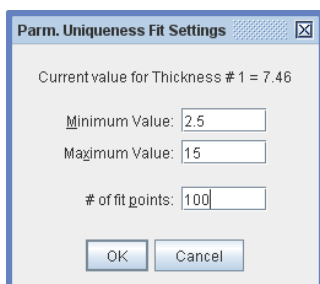 Parm. Uniqueness Fit Settings
Current value for Thickness # 1 = 7.46
Minimum Value: 2.5
Maximum Value: 15
# of fit points: 100
OK Cancel